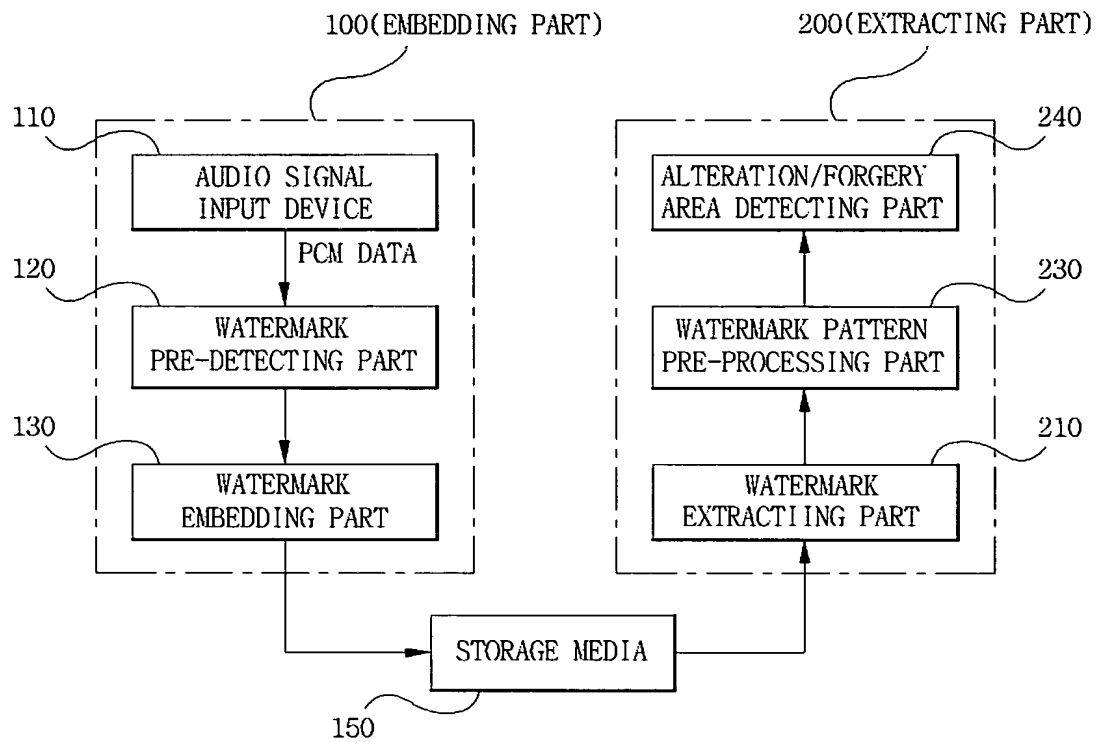 100(EMBEDDING PART)
200(EXTRACTING PART)
110
AUDIO SIGNAL
INPUT DEVICE
PCM DATA
120
WATERMARK
PRE-DETECTING PART
130
WATERMARK
EMBEDDING PART
240
ALTERATION/FORGERY
AREA DETECTING PART
230
WATERMARK PATTERN
PRE-PROCESSING PART
210
WATERMARK
EXTRACTIING PART
STORAGE MEDIA
150